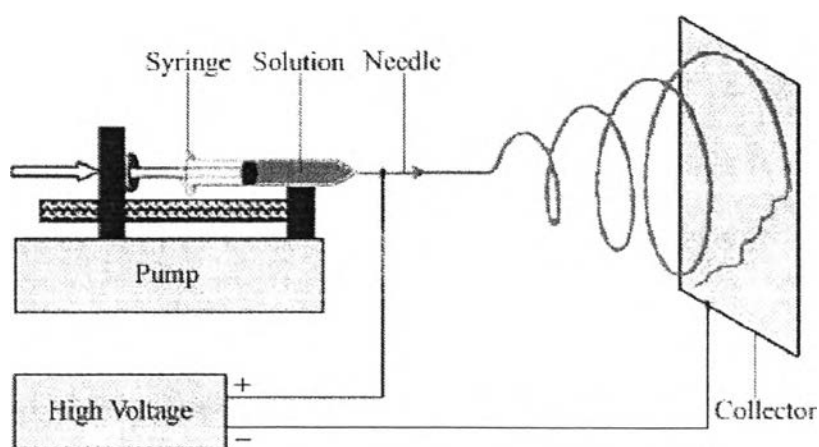 Syringe Solution Needle
Pump
+
High Voltage
−
Collector